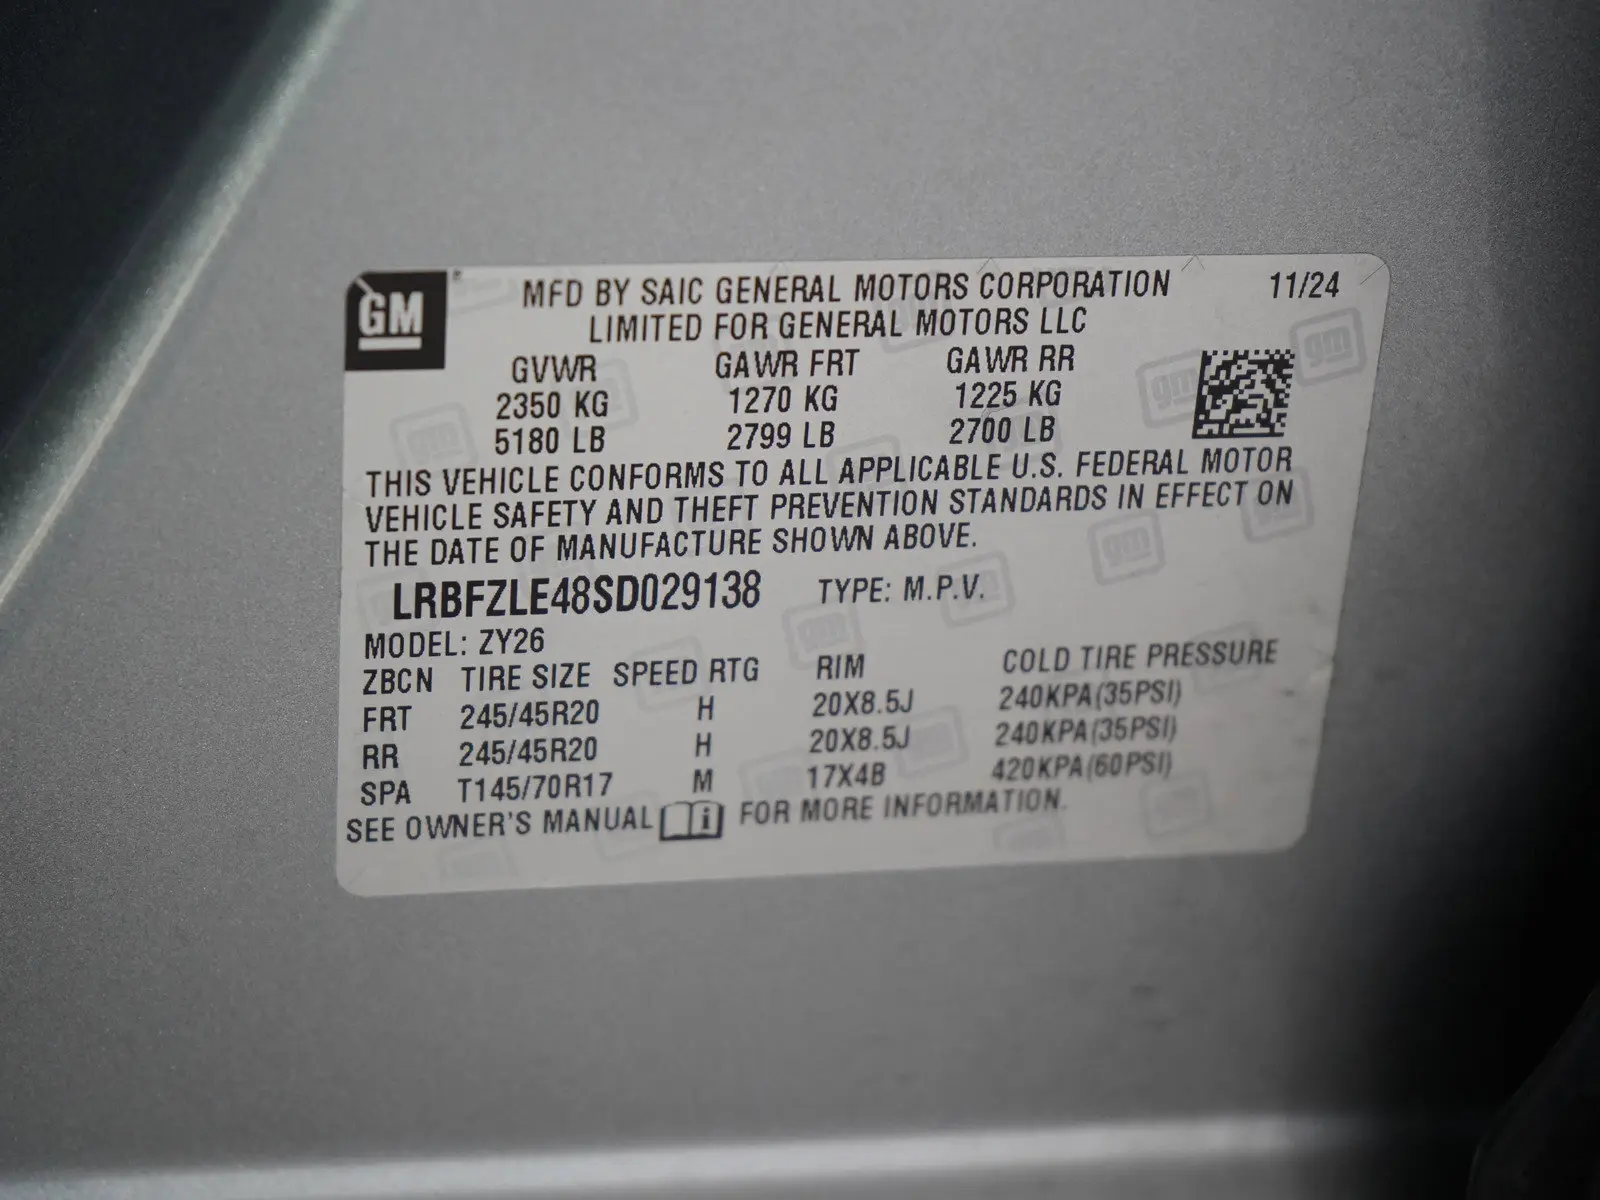 GM
MFD BY SAIC GENERAL MOTORS CORPORATION 11/24
LIMITED FOR GENERAL MOTORS LLC
GVWR GAWR FRT GAWR RR
2350 KG 1270 KG 1225 KG
5180 LB 2799 LB 2700 LB
THIS VEHICLE CONFORMS TO ALL APPLICABLE U.S. FEDERAL MOTOR
VEHICLE SAFETY AND THEFT PREVENTION STANDARDS IN EFFECT ON
THE DATE OF MANUFACTURE SHOWN ABOVE.
LRBFZLE48SD029138 TYPE: M.P.V.
MODEL: ZY26
ZBCN TIRE SIZE SPEED RTG RIM COLD TIRE PRESSURE
FRT 245/45R20 H 20X8.5J 240KPA(35PSI)
RR 245/45R20 H 20X8.5J 240KPA(35PSI)
SPA T145/70R17 M 17X4B 420KPA(60PSI)
SEE OWNER'S MANUAL i FOR MORE INFORMATION.